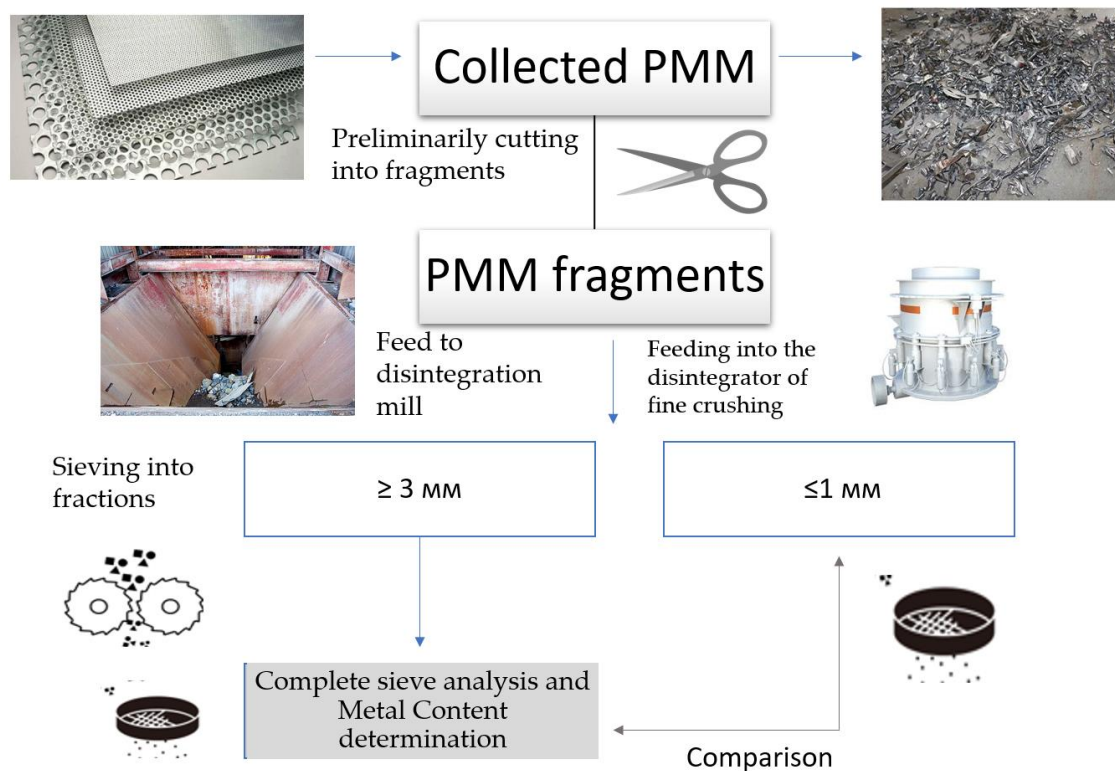 Collected PMM
Preliminarily cutting
into fragments
PMM fragments
Feed to
disintegration
mill
Feeding into the
disintegrator of
fine crushing
Sieving into
fractions
≥ 3 мм
≤1 мм
Complete sieve analysis and
Metal Content
determination
Comparison